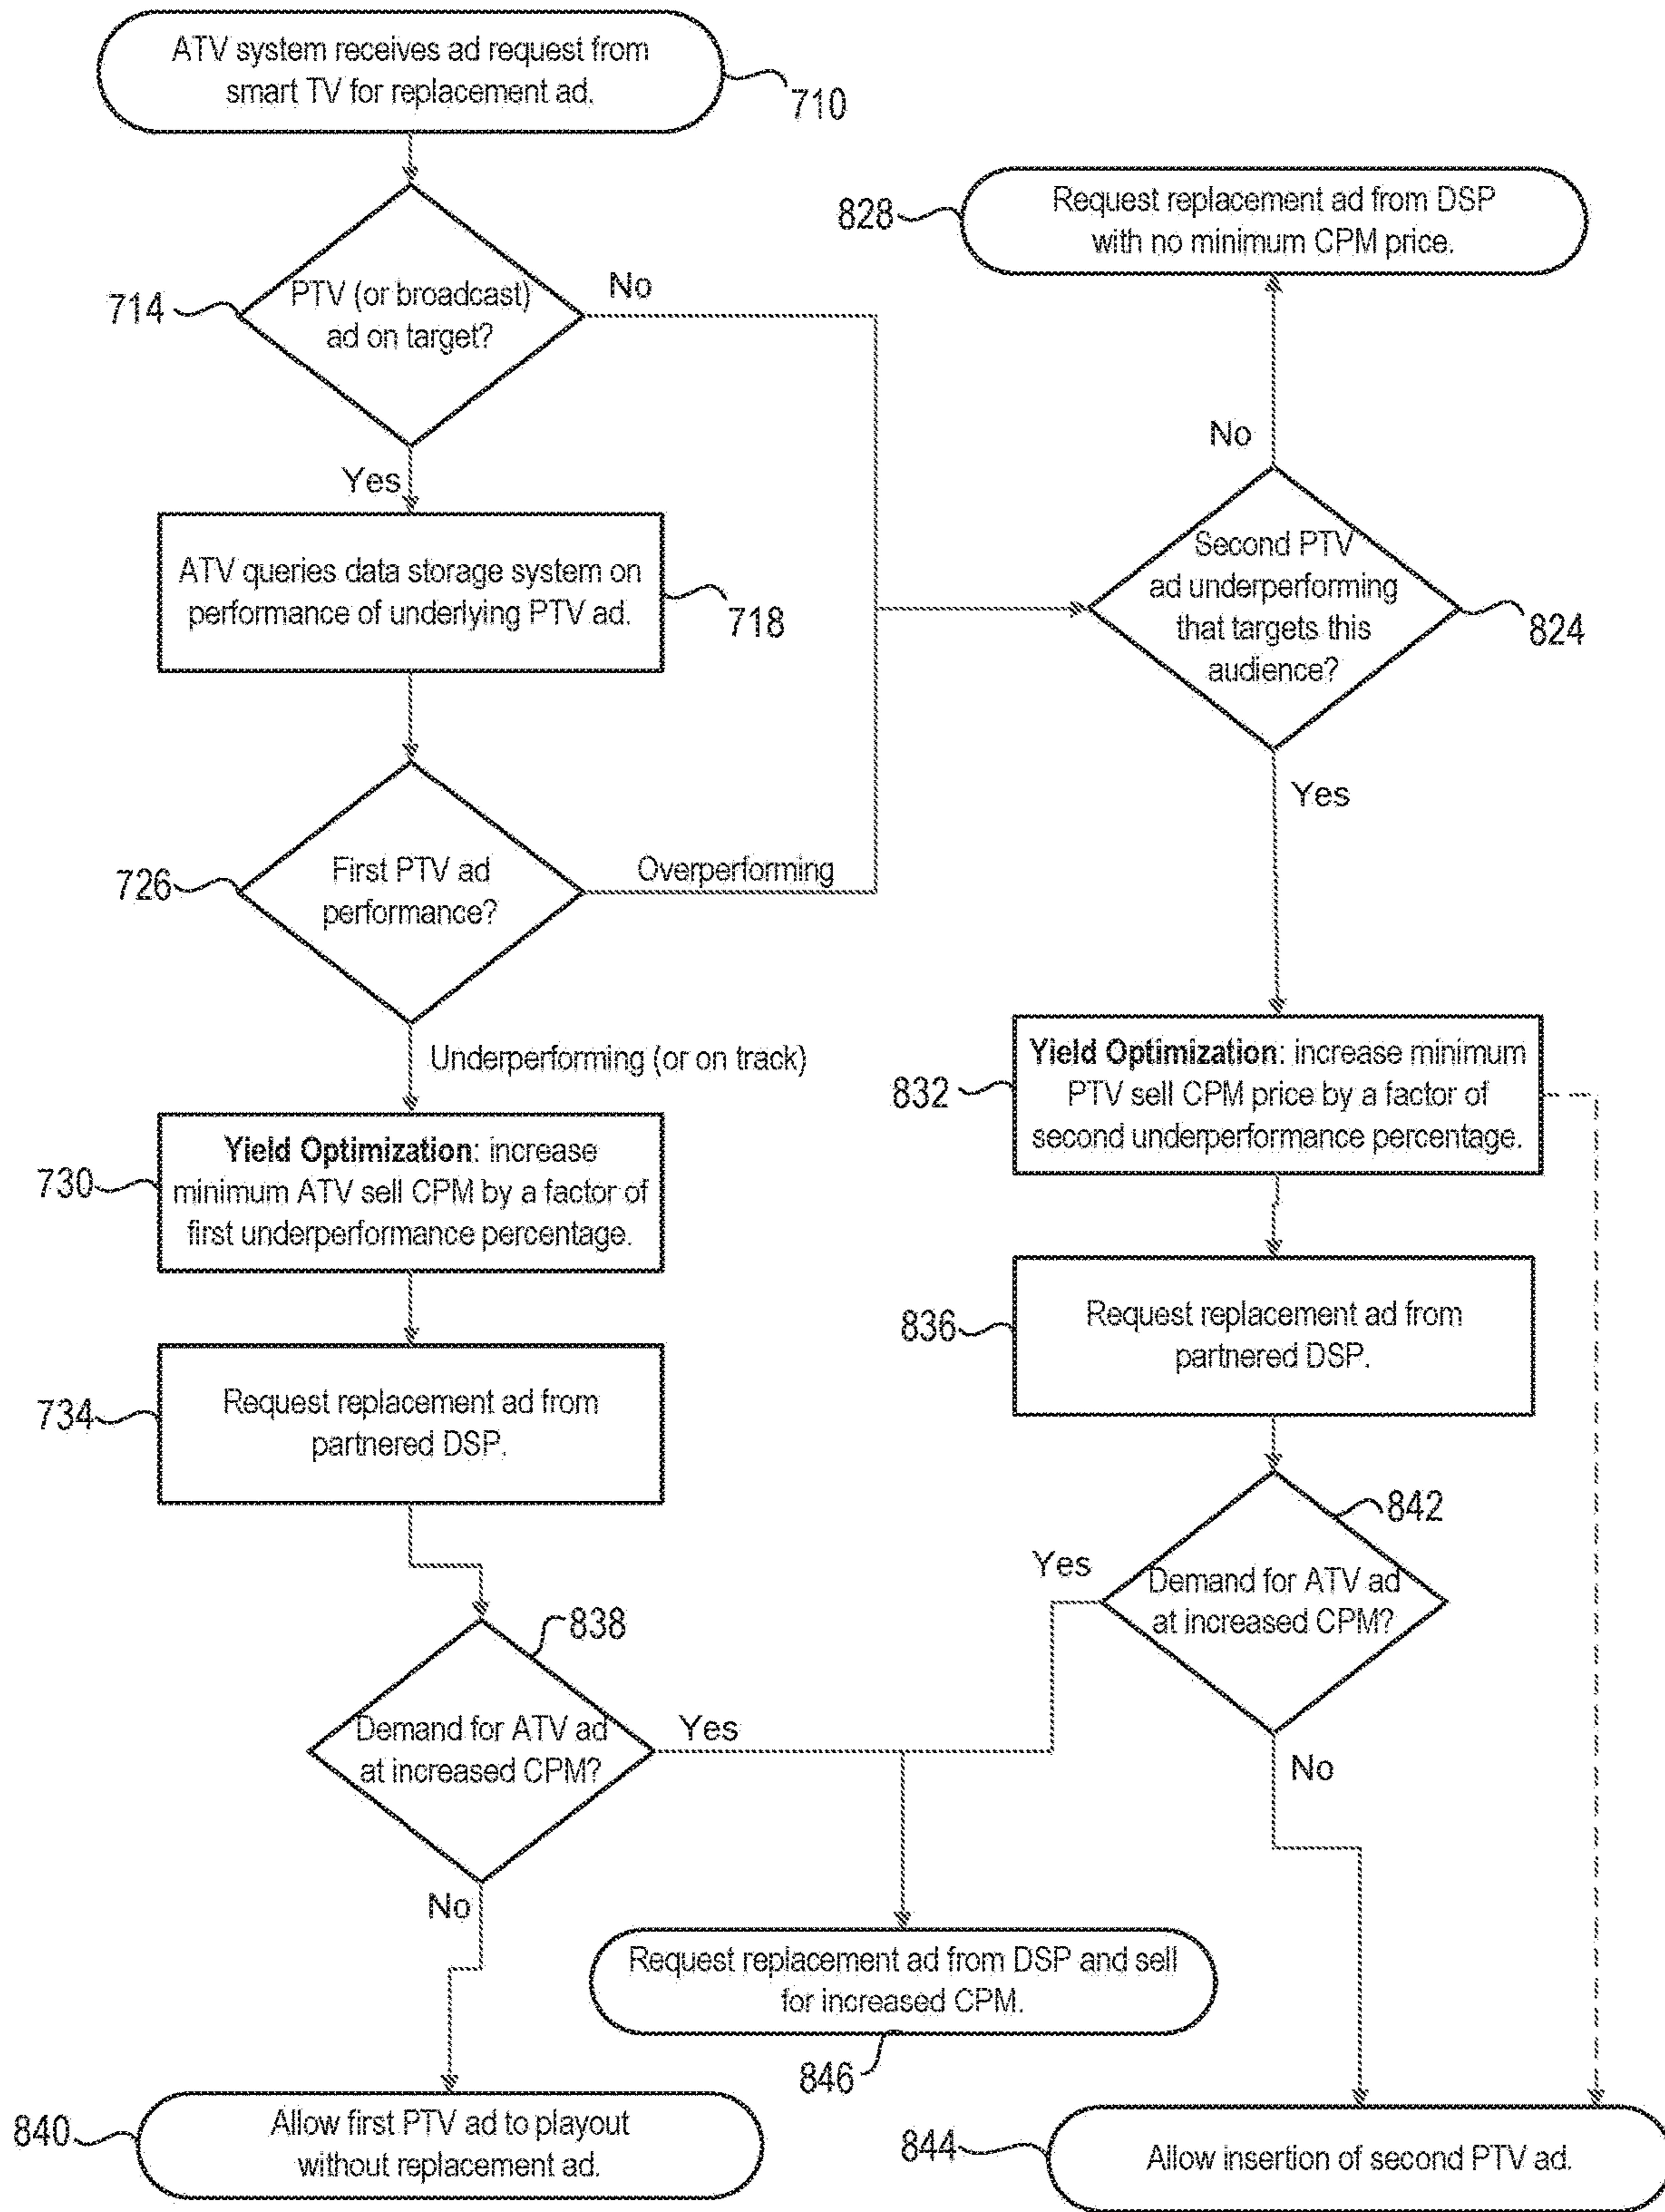 ATV system receives ad request from
smart TV for replacement ad.
710
828
Request replacement ad from DSP
with no minimum CPM price.
714
PTV (or broadcast)
ad on target?
No
Yes
No
ATV queries data storage system on
performance of underlying PTV ad.
718
Second PTV
ad underperforming
that targets this
audience?
824
Yes
726
First PTV ad
performance?
Overperforming
Underperforming (or on track)
832
Yield Optimization: increase minimum
PTV sell CPM price by a factor of
second underperformance percentage.
730
Yield Optimization: increase
minimum ATV sell CPM by a factor of
first underperformance percentage.
836
Request replacement ad from
partnered DSP.
734
Request replacement ad from
partnered DSP.
842
Yes
Demand for ATV ad
at increased CPM?
838
Demand for ATV ad
at increased CPM?
Yes
No
No
Request replacement ad from DSP and sell
for increased CPM.
846
840
Allow first PTV ad to playout
without replacement ad.
844
Allow insertion of second PTV ad.